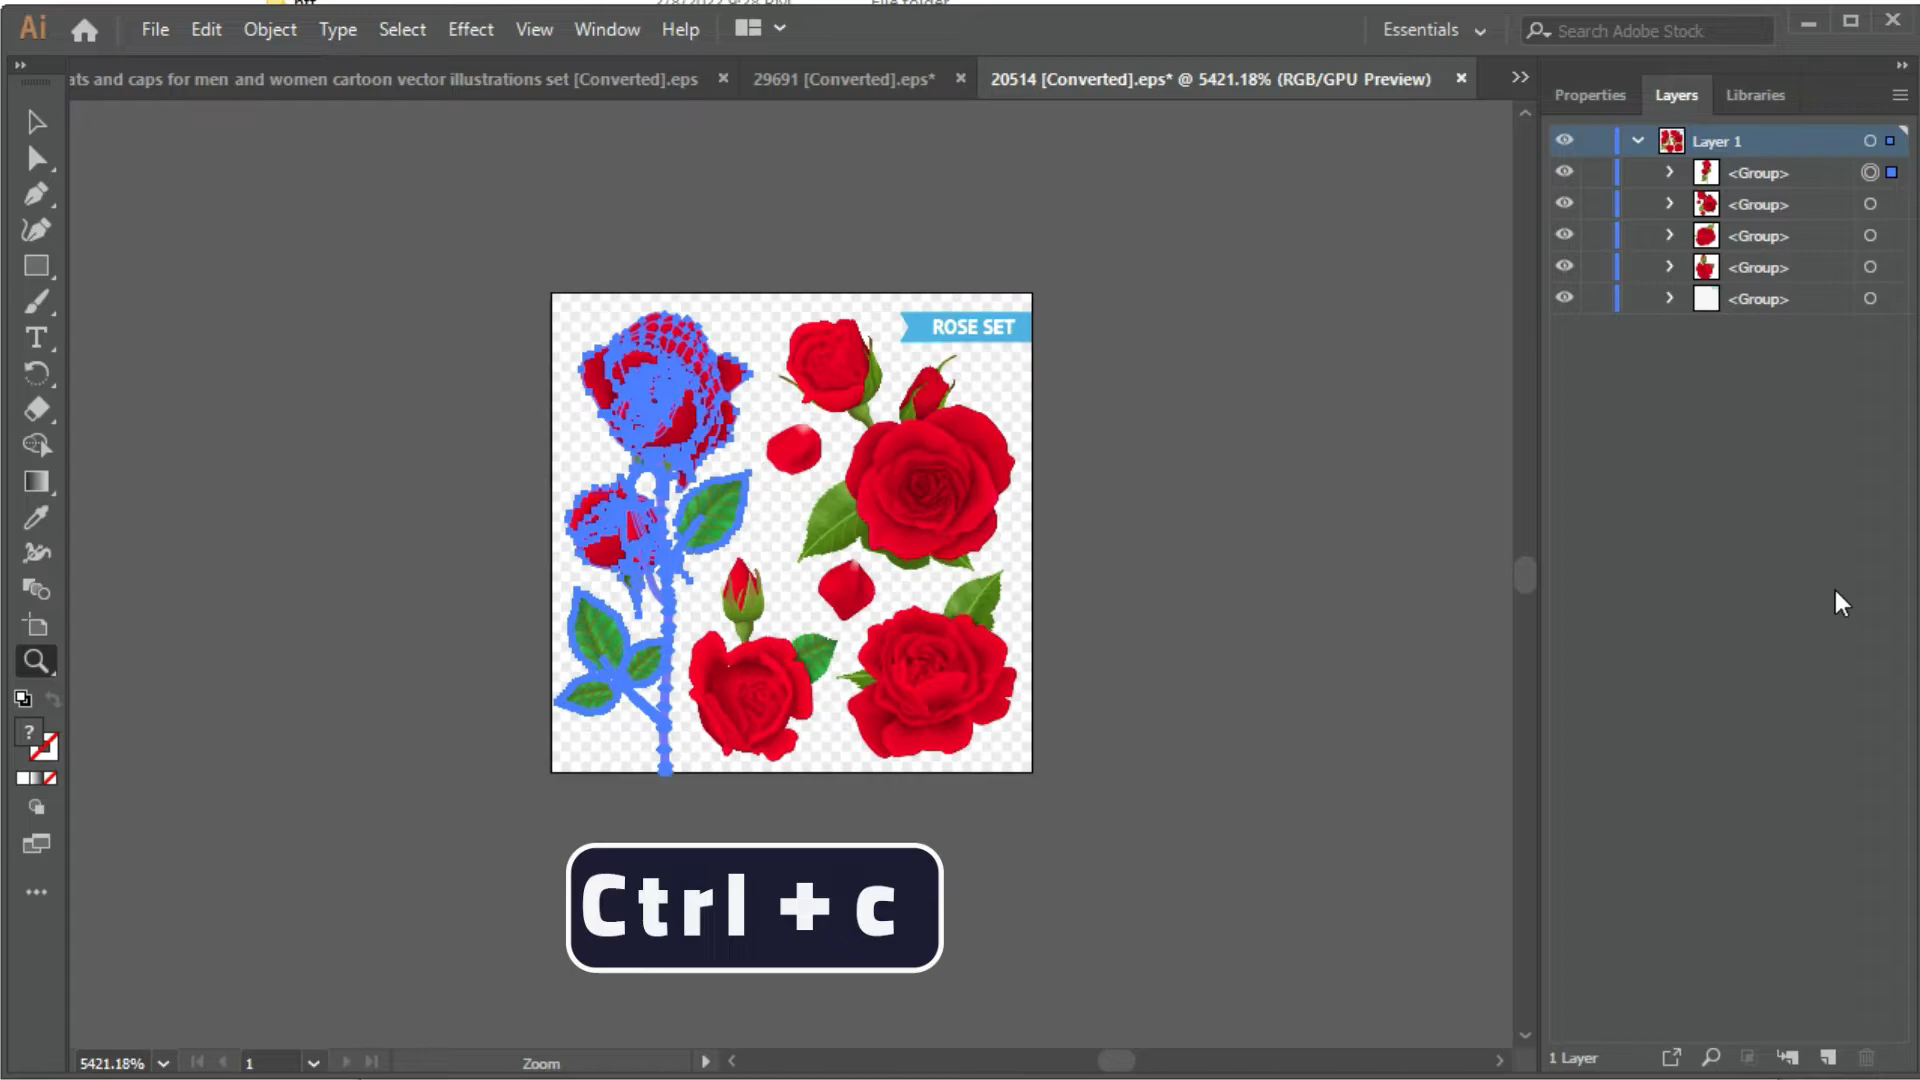 Ai
File Edit Object Type Select Effect View Window Help
Essentials
Search Adobe Stock
ats and caps for men and women cartoon vector illustrations set [Converted].eps
29691 [Converted].eps*
20514 [Converted].eps* @ 5421.18% (RGB/GPU Preview)
Properties Layers Libraries
Layer 1
<Group>
<Group>
<Group>
<Group>
<Group>
ROSE SET
?
Ctrl + c
5421.18%
1
Zoom
1 Layer